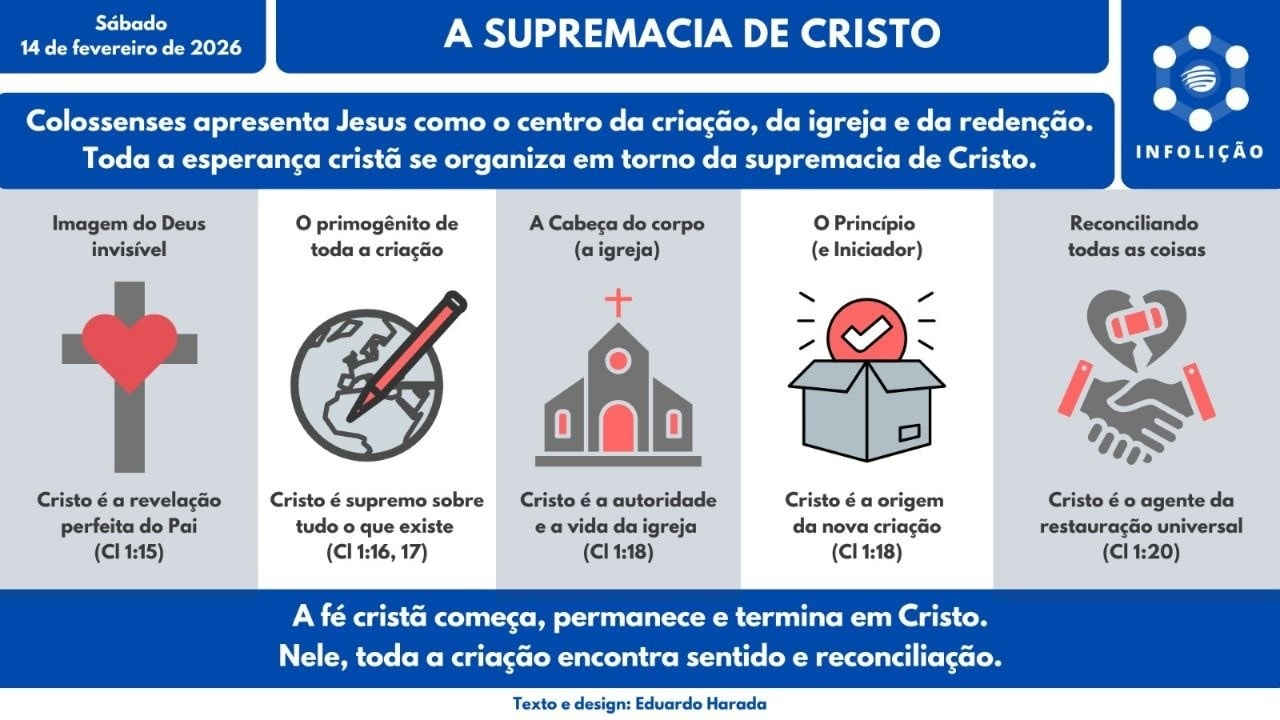 Sábado
14 de fevereiro de 2026
A SUPREMACIA DE CRISTO
INFOLIÇÃO
Colossenses apresenta Jesus como o centro da criação, da igreja e da redenção.
Toda a esperança cristã se organiza em torno da supremacia de Cristo.
Imagem do Deus
invisível
Cristo é a revelação
perfeita do Pai
(Cl 1:15)
O primogênito de
toda a criação
Cristo é supremo sobre
tudo o que existe
(Cl 1:16, 17)
A Cabeça do corpo
(a igreja)
Cristo é a autoridade
e a vida da igreja
(Cl 1:18)
O Princípio
(e Iniciador)
Cristo é a origem
da nova criação
(Cl 1:18)
Reconciliando
todas as coisas
Cristo é o agente da
restauração universal
(Cl 1:20)
A fé cristã começa, permanece e termina em Cristo.
Nele, toda a criação encontra sentido e reconciliação.
Texto e design: Eduardo Harada